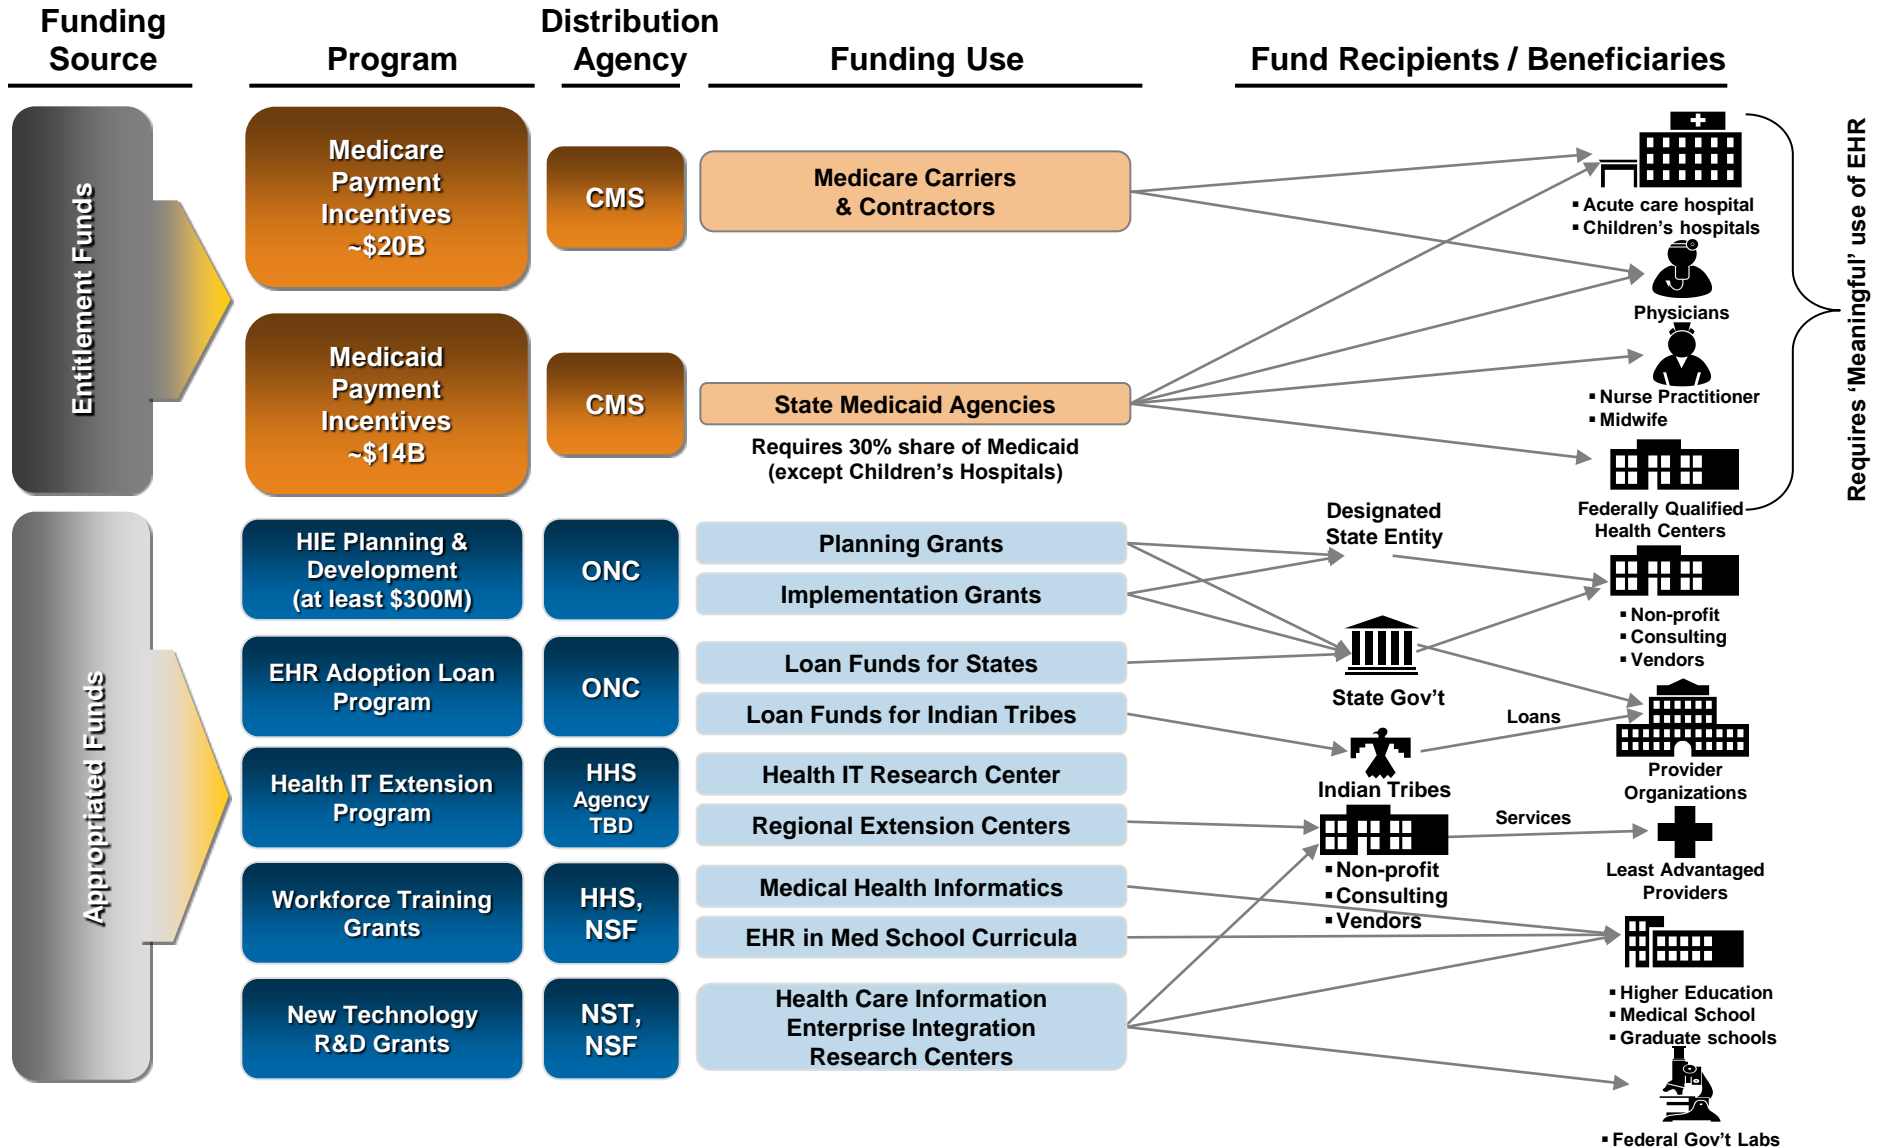 Funding
Source
Program
Distribution
Agency
Funding Use
Fund Recipients / Beneficiaries
Entitlement Funds
Medicare
Payment
Incentives
~$20B
CMS
Medicare Carriers
& Contractors
▪ Acute care hospital
▪ Children's hospitals
Physicians
Medicaid
Payment
Incentives
~$14B
CMS
State Medicaid Agencies
Requires 30% share of Medicaid
(except Children's Hospitals)
▪ Nurse Practitioner
▪ Midwife
Federally Qualified
Health Centers
Requires 'Meaningful' use of EHR
Appropriated Funds
HIE Planning &
Development
(at least $300M)
ONC
Planning Grants
Implementation Grants
Designated
State Entity
▪ Non-profit
▪ Consulting
▪ Vendors
EHR Adoption Loan
Program
ONC
Loan Funds for States
Loan Funds for Indian Tribes
State Gov't
Loans
Indian Tribes
Provider
Organizations
Health IT Extension
Program
HHS
Agency
TBD
Health IT Research Center
Regional Extension Centers
▪ Non-profit
▪ Consulting
▪ Vendors
Services
Least Advantaged
Providers
Workforce Training
Grants
HHS,
NSF
Medical Health Informatics
EHR in Med School Curricula
▪ Higher Education
▪ Medical School
▪ Graduate schools
New Technology
R&D Grants
NST,
NSF
Health Care Information
Enterprise Integration
Research Centers
▪ Federal Gov't Labs